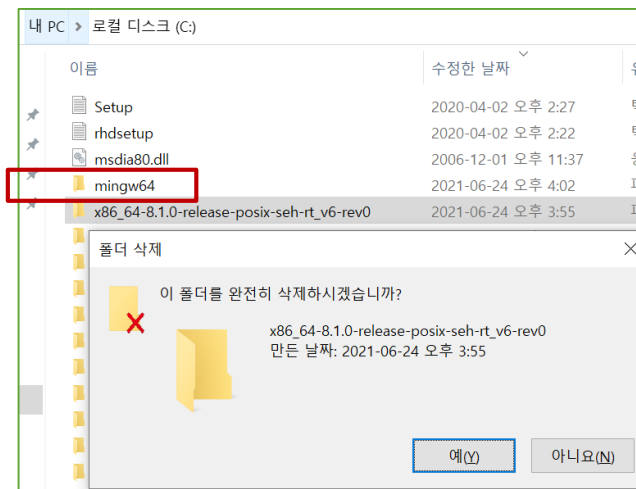 내 PC > 로컬 디스크 (C:)
이름 수정한 날짜
Setup 2020-04-02 오후 2:27
rhdsetup 2020-04-02 오후 2:22
msdia80.dll 2006-12-01 오후 11:37
mingw64 2021-06-24 오후 4:02
x86_64-8.1.0-release-posix-seh-rt_v6-rev0 2021-06-24 오후 3:55
폴더 삭제
이 폴더를 완전히 삭제하시겠습니까?
x86_64-8.1.0-release-posix-seh-rt_v6-rev0
만든 날짜: 2021-06-24 오후 3:55
예(Y) 아니요(N)